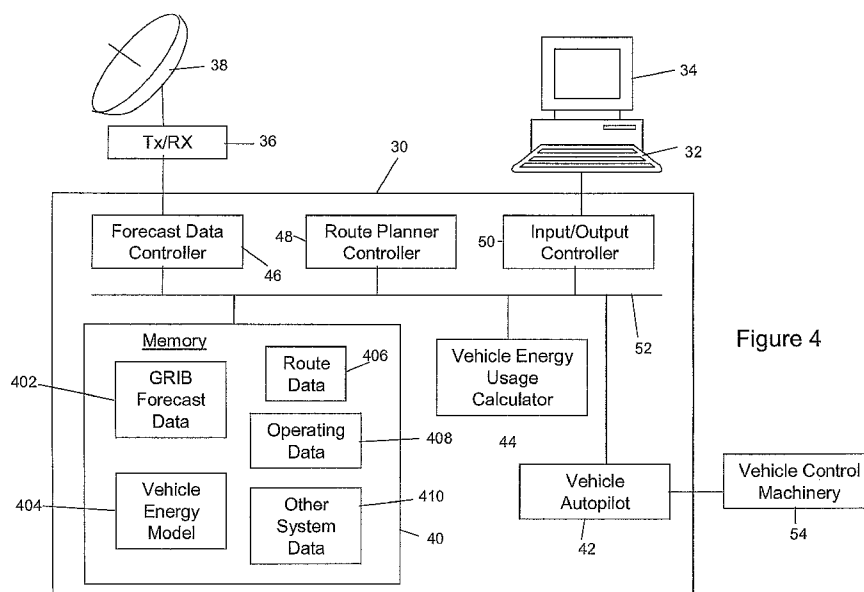 38
34
Tx/RX
36
32
30
Forecast Data
Controller
46
48
Route Planner
Controller
50
Input/Output
Controller
52
Figure 4
Memory
402
GRIB
Forecast
Data
Route
Data
406
Operating
Data
408
404
Vehicle
Energy
Model
Other
System
Data
410
40
Vehicle Energy
Usage
Calculator
44
Vehicle
Autopilot
42
Vehicle Control
Machinery
54